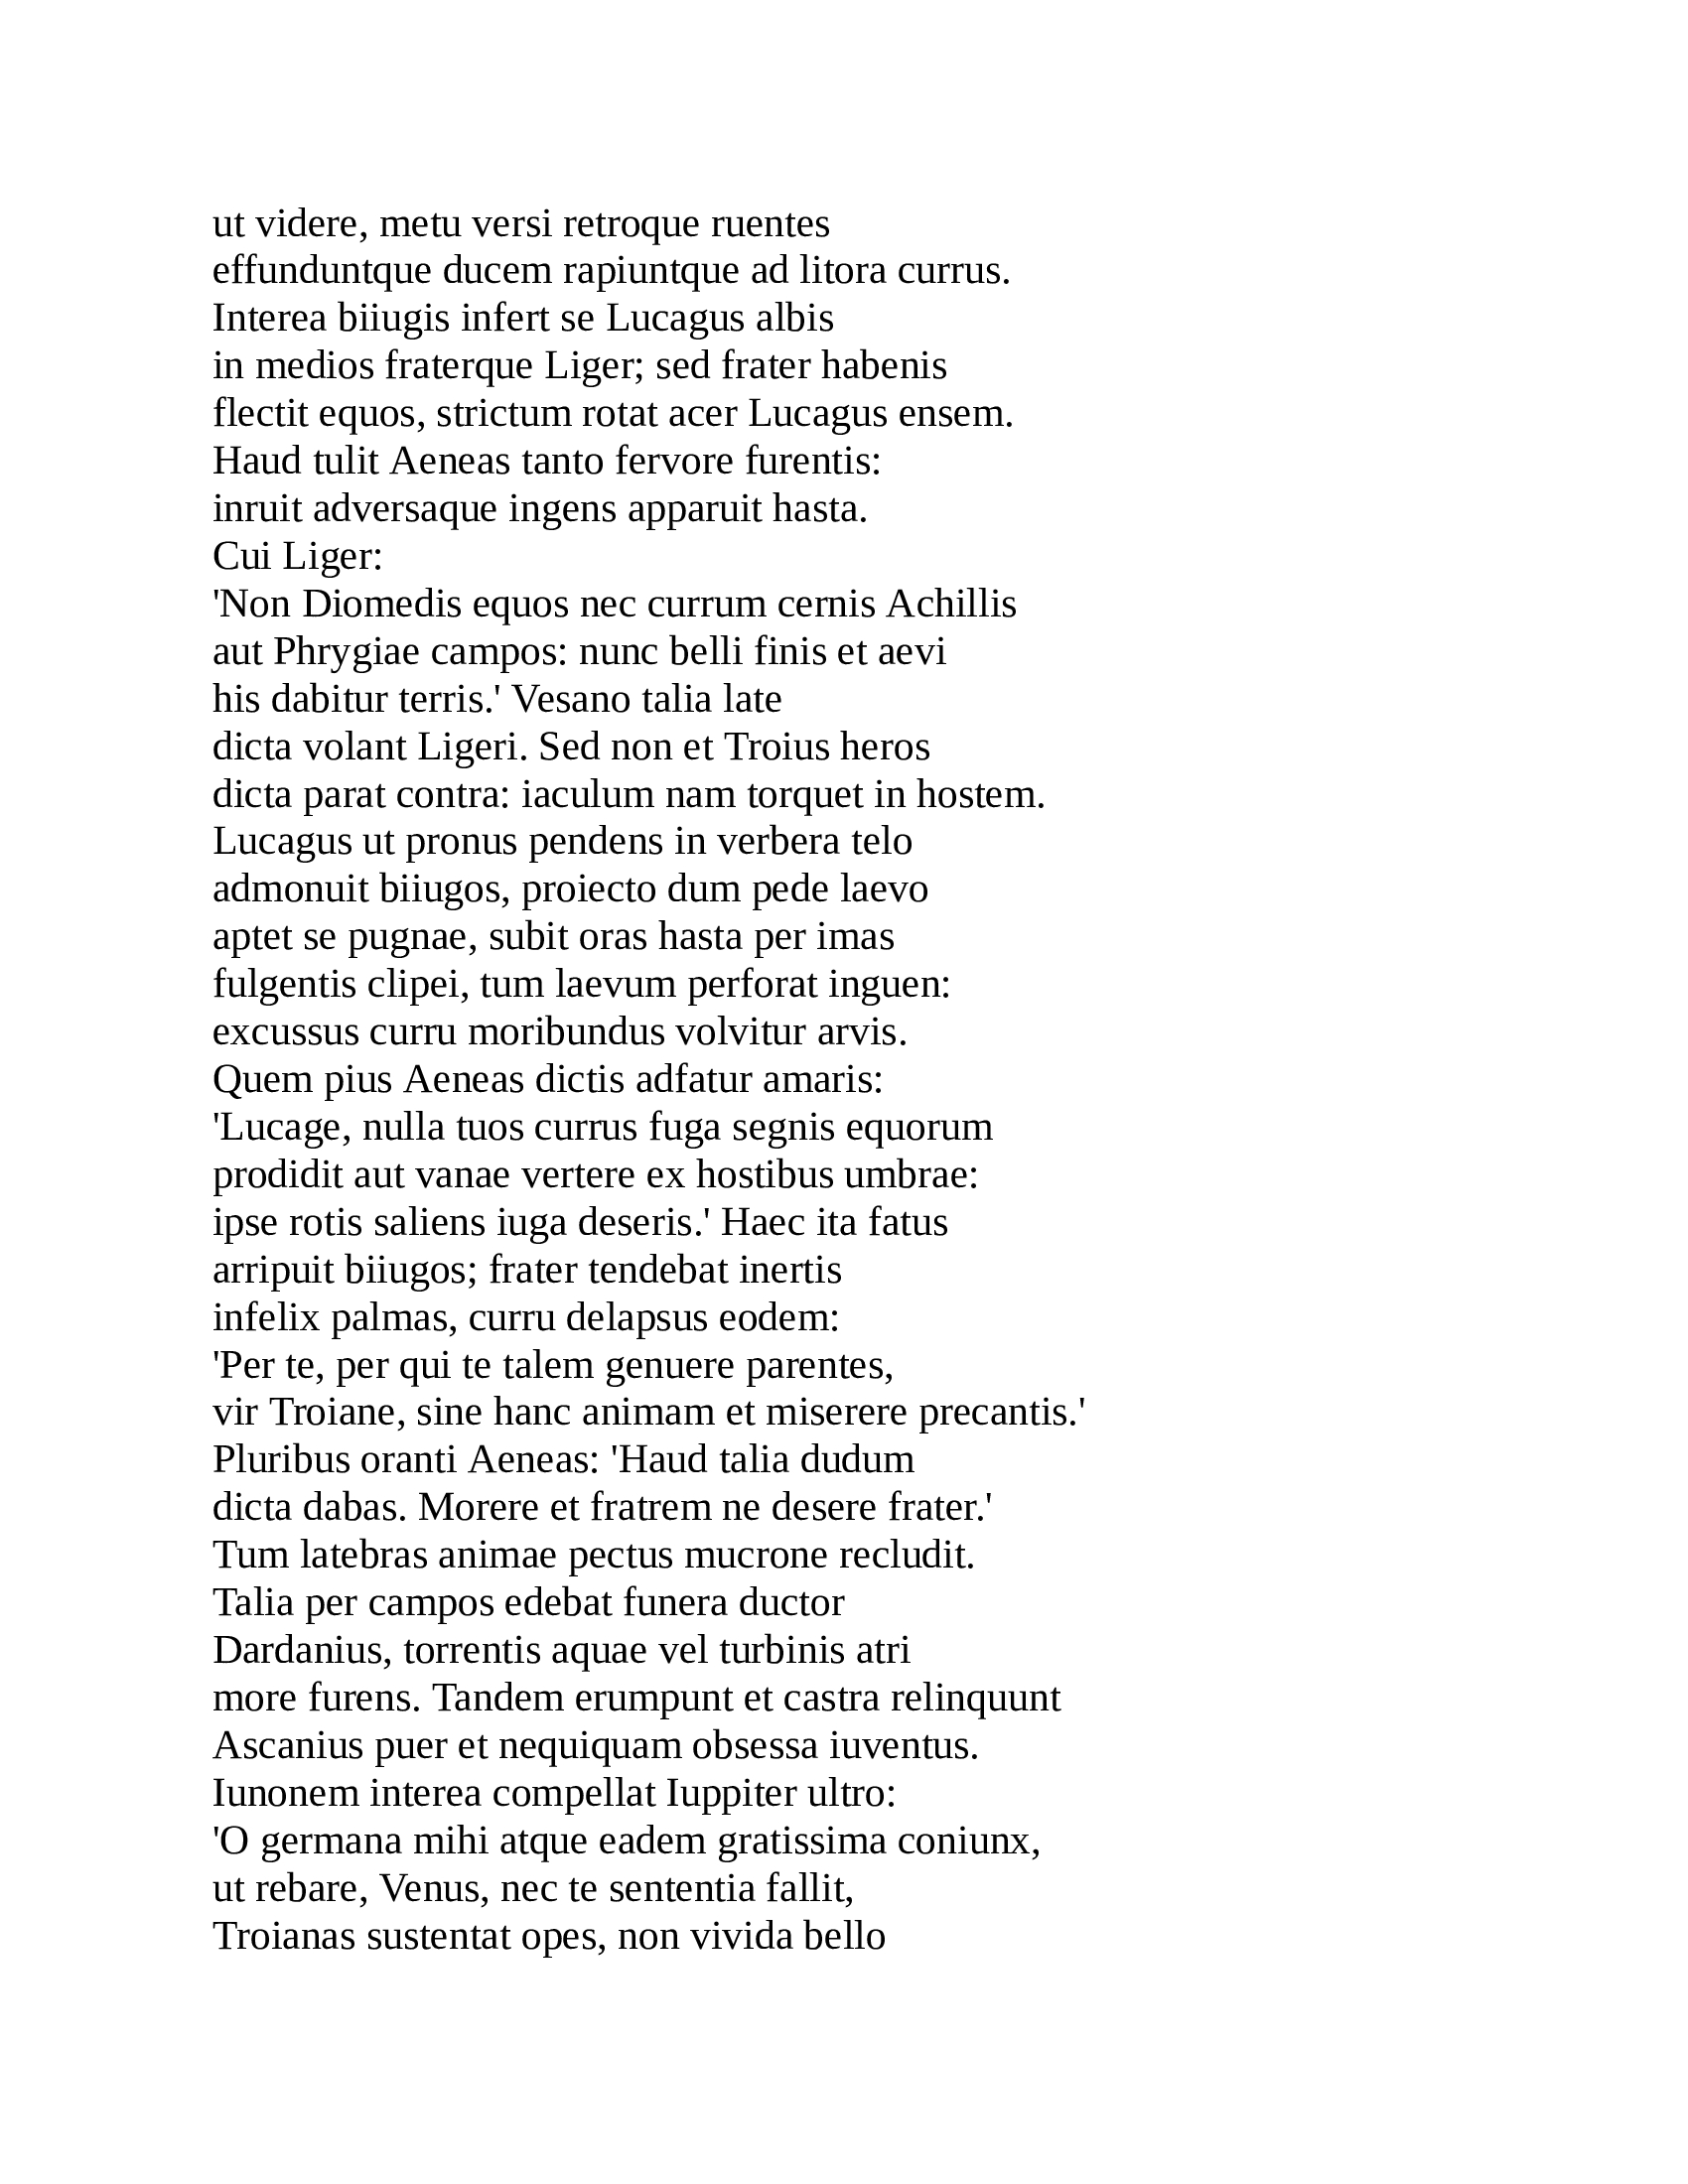 ut videre, metu versi retroque ruentes
effunduntque ducem rapiuntque ad litora currus.
Interea biiugis infert se Lucagus albis
in medios fraterque Liger; sed frater habenis
flectit equos, strictum rotat acer Lucagus ensem.
Haud tulit Aeneas tanto fervore furentis:
inruit adversaque ingens apparuit hasta.
Cui Liger:
'Non Diomedis equos nec currum cernis Achillis
aut Phrygiae campos: nunc belli finis et aevi
his dabitur terris.' Vesano talia late
dicta volant Ligeri. Sed non et Troius heros
dicta parat contra: iaculum nam torquet in hostem.
Lucagus ut pronus pendens in verbera telo
admonuit biiugos, proiecto dum pede laevo
aptet se pugnae, subit oras hasta per imas
fulgentis clipei, tum laevum perforat inguen:
excussus curru moribundus volvitur arvis.
Quem pius Aeneas dictis adfatur amaris:
'Lucage, nulla tuos currus fuga segnis equorum
prodidit aut vanae vertere ex hostibus umbrae:
ipse rotis saliens iuga deseris.' Haec ita fatus
arripuit biiugos; frater tendebat inertis
infelix palmas, curru delapsus eodem:
'Per te, per qui te talem genuere parentes,
vir Troiane, sine hanc animam et miserere precantis.'
Pluribus oranti Aeneas: 'Haud talia dudum
dicta dabas. Morere et fratrem ne desere frater.'
Tum latebras animae pectus mucrone recludit.
Talia per campos edebat funera ductor
Dardanius, torrentis aquae vel turbinis atri
more furens. Tandem erumpunt et castra relinquunt
Ascanius puer et nequiquam obsessa iuventus.
Iunonem interea compellat Iuppiter ultro:
'O germana mihi atque eadem gratissima coniunx,
ut rebare, Venus, nec te sententia fallit,
Troianas sustentat opes, non vivida bello